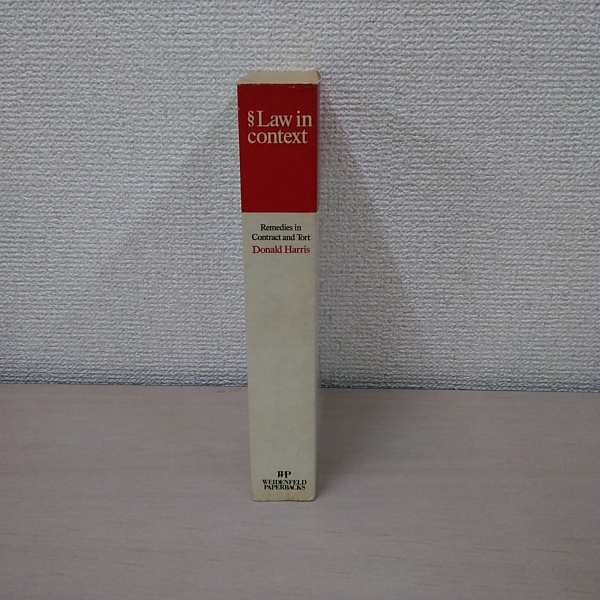 § Law in
context
Remedies in
Contract and Tort
Donald Harris
WP
WEIDENFELD
PAPERBACKS